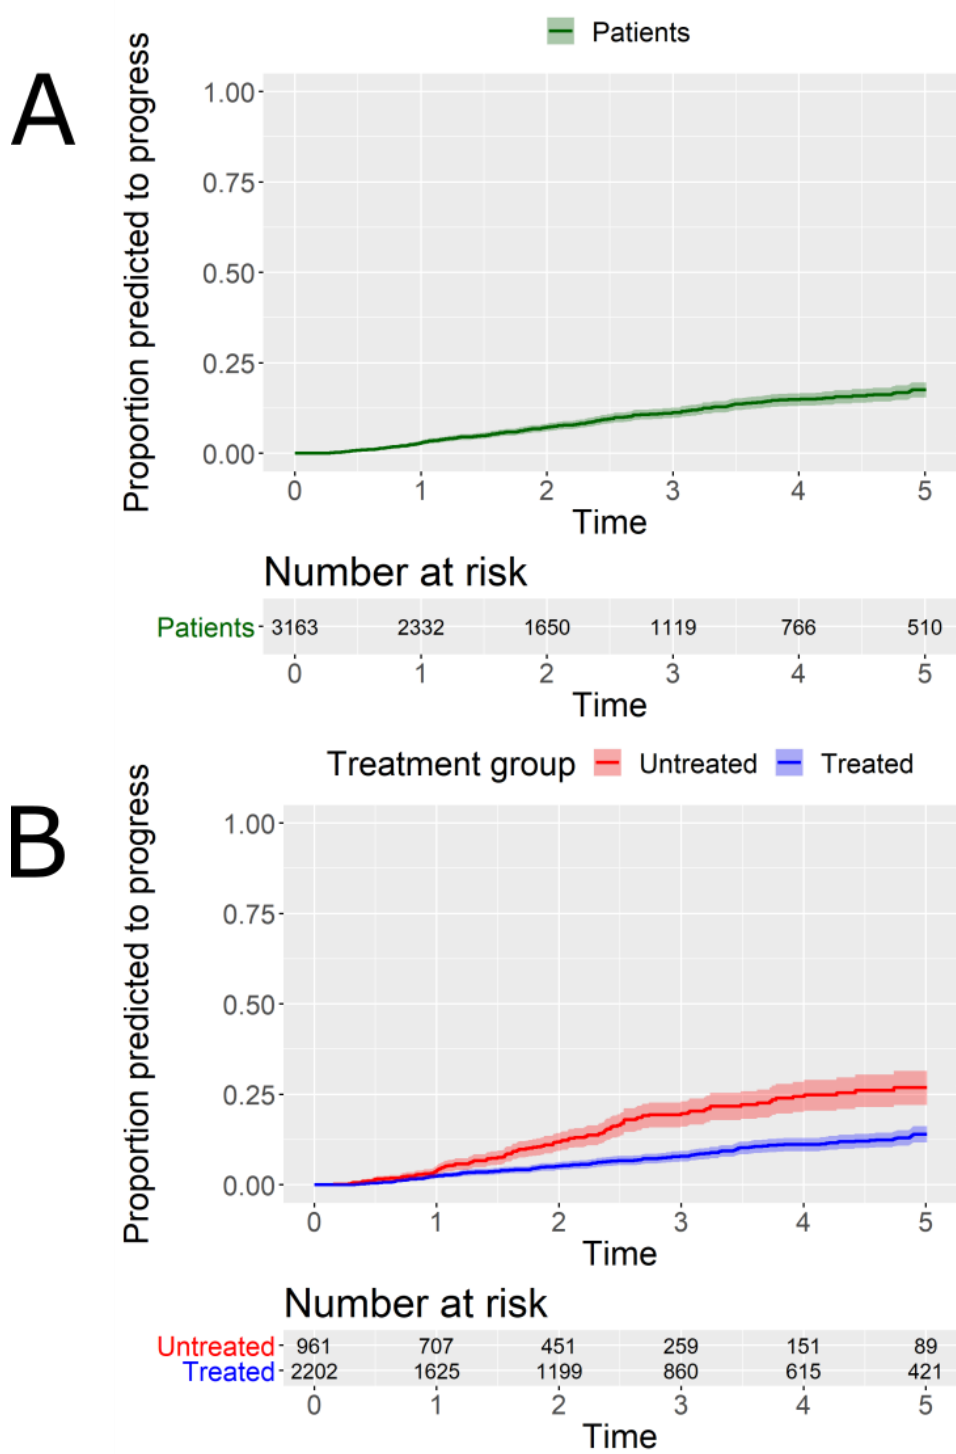 Patients
A
Proportion predicted to progress
1.00
0.75
0.50
0.25
0.00
0 1 2 3 4 5
Time
Number at risk
Patients 3163 2332 1650 1119 766 510
0 1 2 3 4 5
Time
Treatment group Untreated Treated
B
Proportion predicted to progress
1.00
0.75
0.50
0.25
0.00
0 1 2 3 4 5
Time
Number at risk
Untreated 961 707 451 259 151 89
Treated 2202 1625 1199 860 615 421
0 1 2 3 4 5
Time